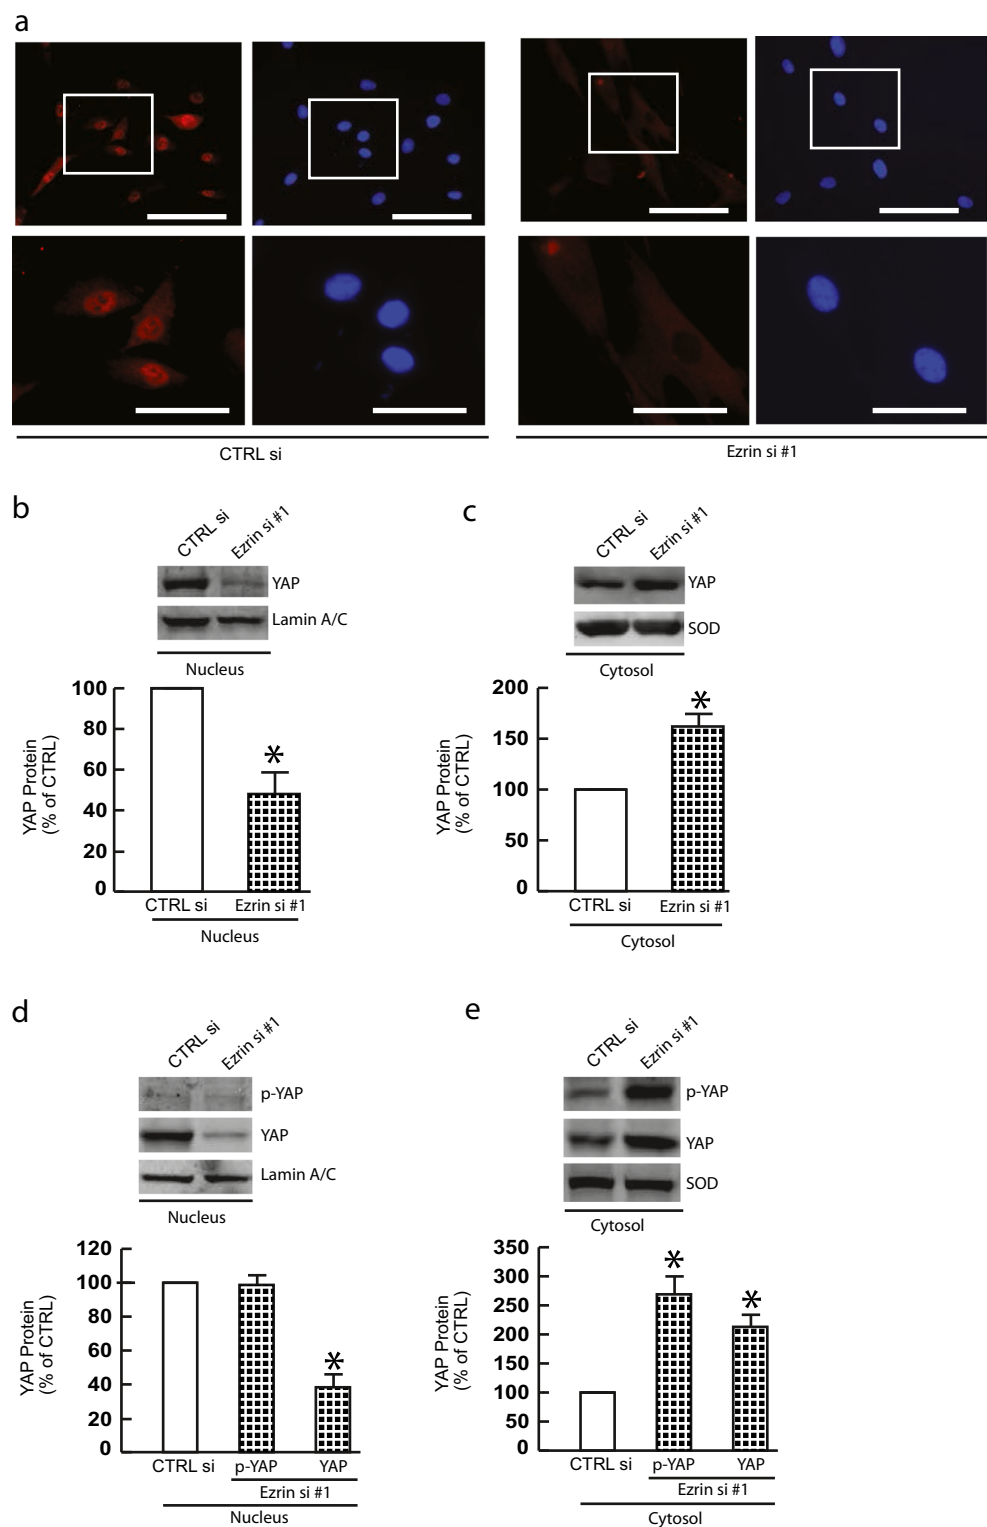 a
CTRL si
Ezrin si #1
b
CTRL si
Ezrin si #1
YAP
Lamin A/C
Nucleus
YAP Protein
(% of CTRL)
100
80
60
40
20
0
*
CTRL si
Ezrin si #1
Nucleus
c
CTRL si
Ezrin si #1
YAP
SOD
Cytosol
YAP Protein
(% of CTRL)
200
150
100
50
0
*
CTRL si
Ezrin si #1
Cytosol
d
CTRL si
Ezrin si #1
p-YAP
YAP
Lamin A/C
Nucleus
YAP Protein
(% of CTRL)
120
100
80
60
40
20
0
*
CTRL si
p-YAP
YAP
Ezrin si #1
Nucleus
e
CTRL si
Ezrin si #1
p-YAP
YAP
SOD
Cytosol
YAP Protein
(% of CTRL)
350
300
250
200
150
100
50
0
*
*
CTRL si
p-YAP
YAP
Ezrin si #1
Cytosol